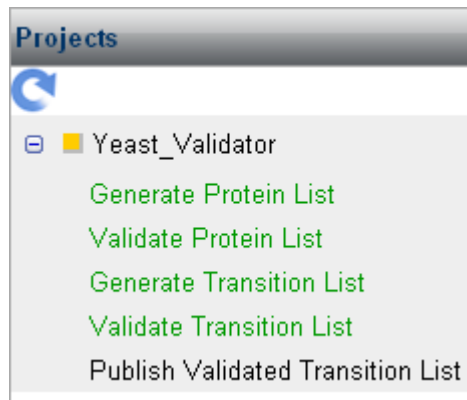 Projects
Yeast_Validator
Generate Protein List
Validate Protein List
Generate Transition List
Validate Transition List
Publish Validated Transition List